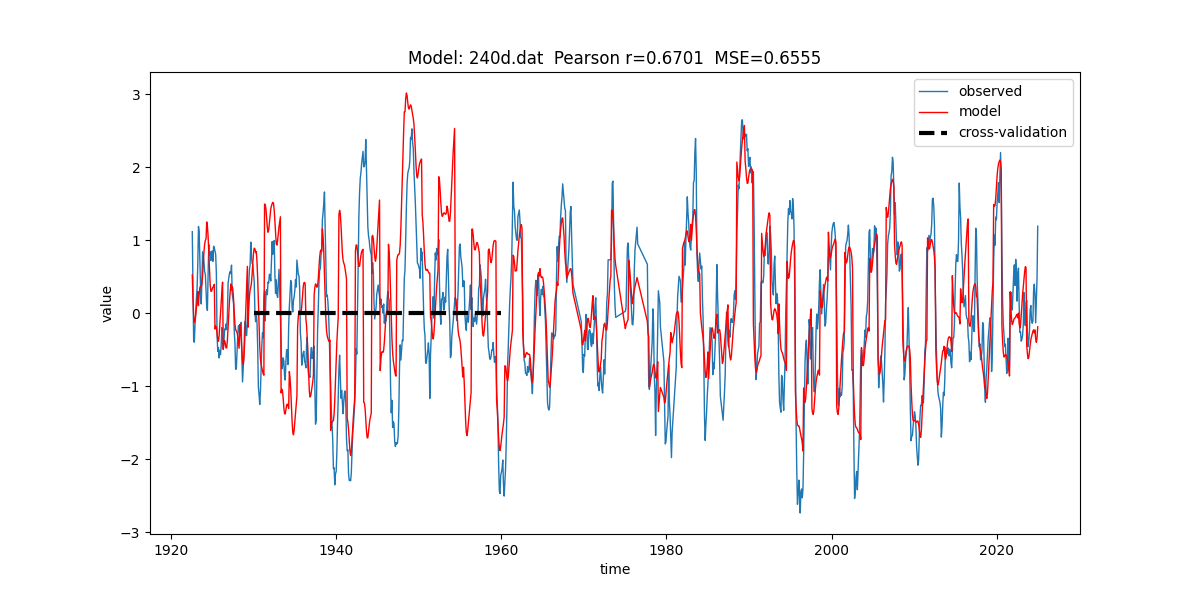 Model: 240d.dat  Pearson r=0.6701  MSE=0.6555
observed
model
cross-validation
3
2
1
0
−1
−2
−3
value
1920
1940
1960
1980
2000
2020
time